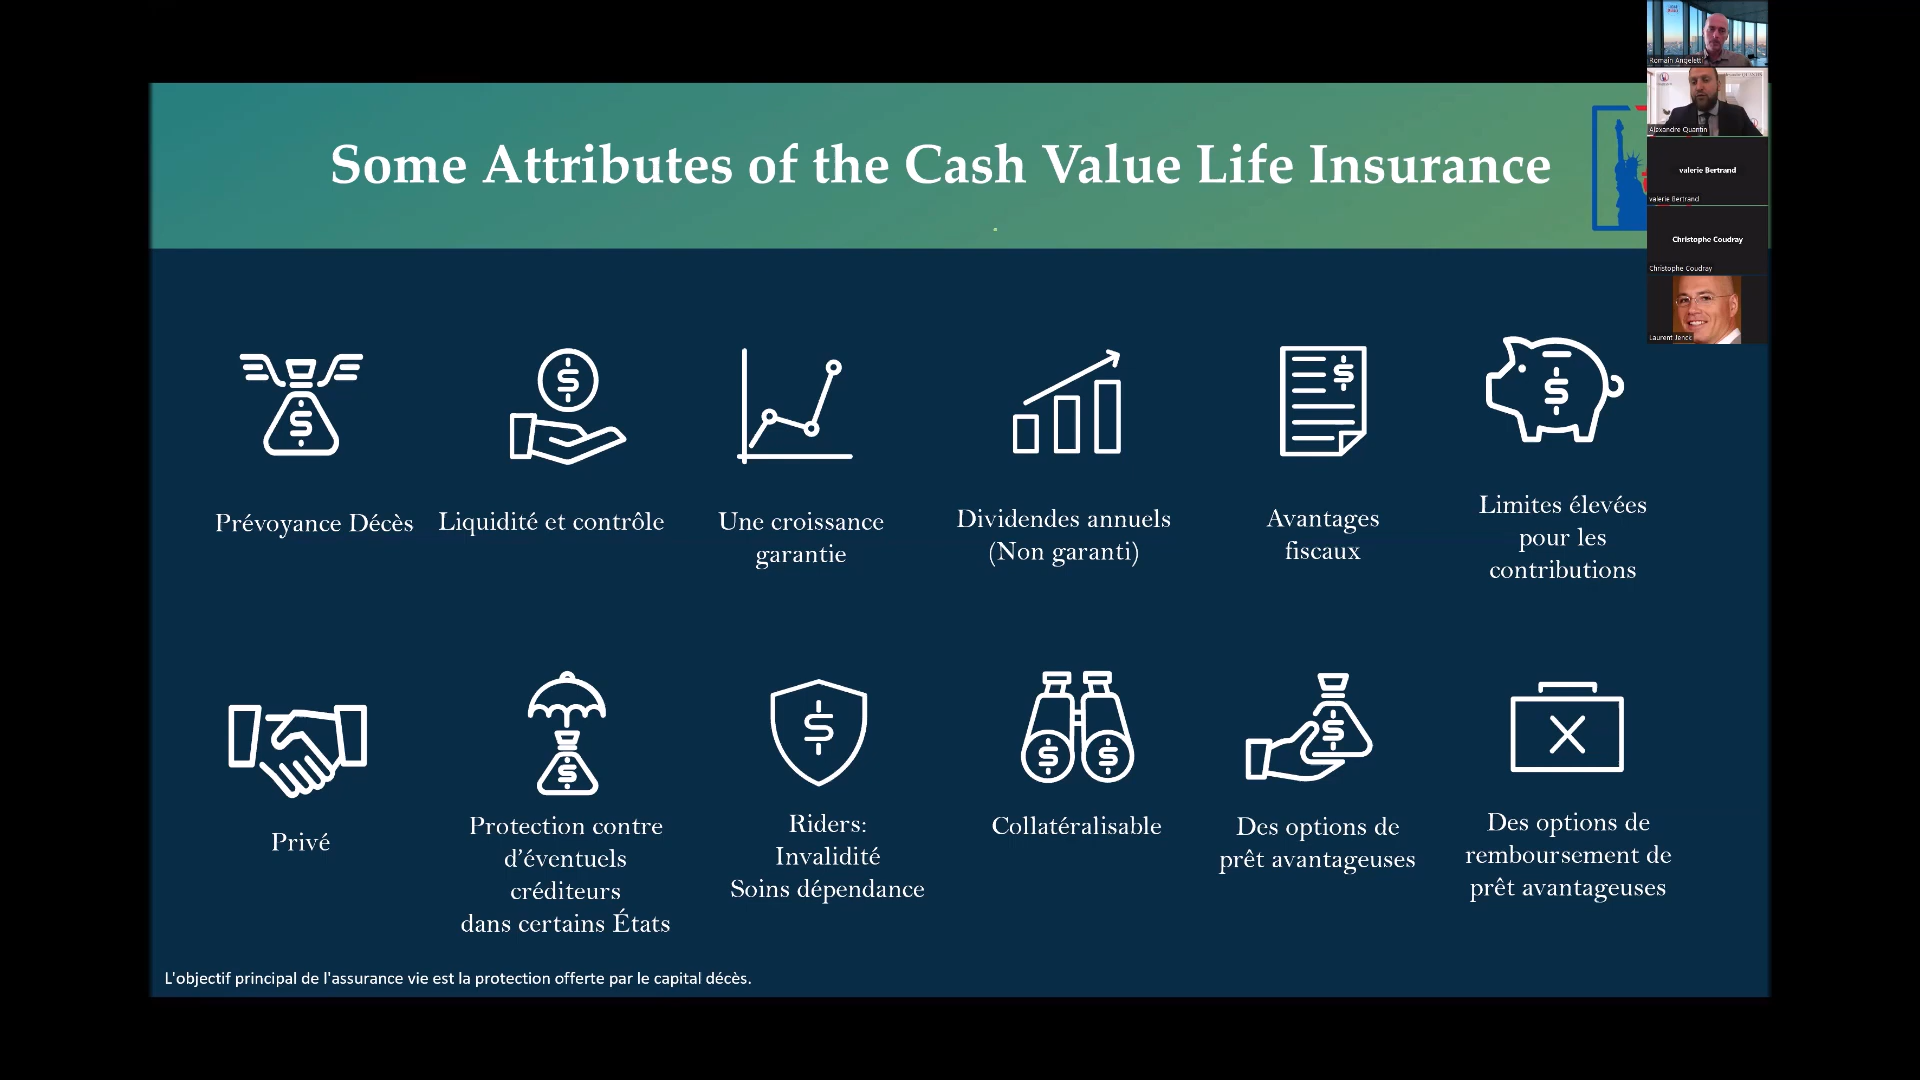 Some Attributes of the Cash Value Life Insurance
Romain Angeletti
Alexandre Quantin
valerie Bertrand
valerie Bertrand
Christophe Coudray
Christophe Coudray
Laurent Jenck
Prévoyance Décès
Liquidité et contrôle
Une croissance
garantie
Dividendes annuels
(Non garanti)
Avantages
fiscaux
Limites élevées
pour les
contributions
Privé
Protection contre
d'éventuels
créditeurs
dans certains États
Riders:
Invalidité
Soins dépendance
Collatéralisable
Des options de
prêt avantageuses
Des options de
remboursement de
prêt avantageuses
L'objectif principal de l'assurance vie est la protection offerte par le capital décès.